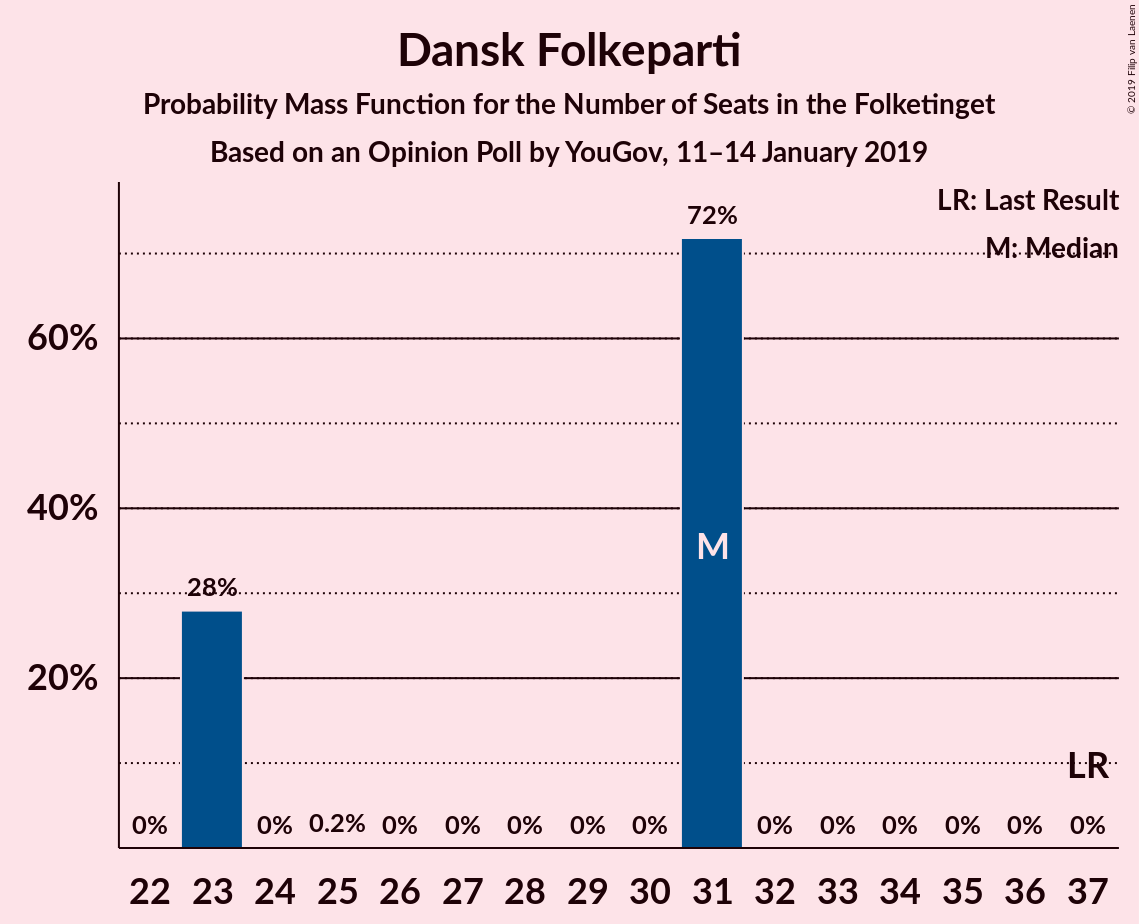 Dansk Folkeparti
Probability Mass Function for the Number of Seats in the Folketinget
Based on an Opinion Poll by YouGov, 11–14 January 2019
© 2019 Filip van Laenen
LR: Last Result
M: Median
72%
60%
M
40%
28%
20%
LR
0% 0% 0.2% 0% 0% 0% 0% 0% 0% 0% 0% 0% 0% 0%
22 23 24 25 26 27 28 29 30 31 32 33 34 35 36 37